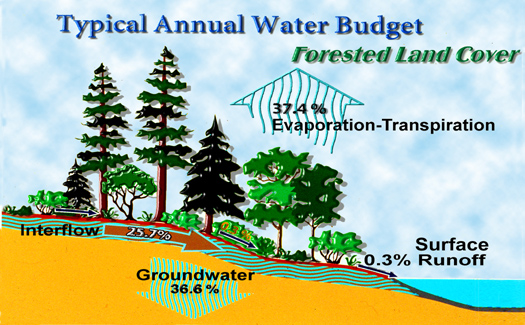 Typical Annual Water Budget
Forested Land Cover
37.4 %
Evaporation-Transpiration
Interflow 25.7%
Surface
0.3% Runoff
Groundwater
36.6 %